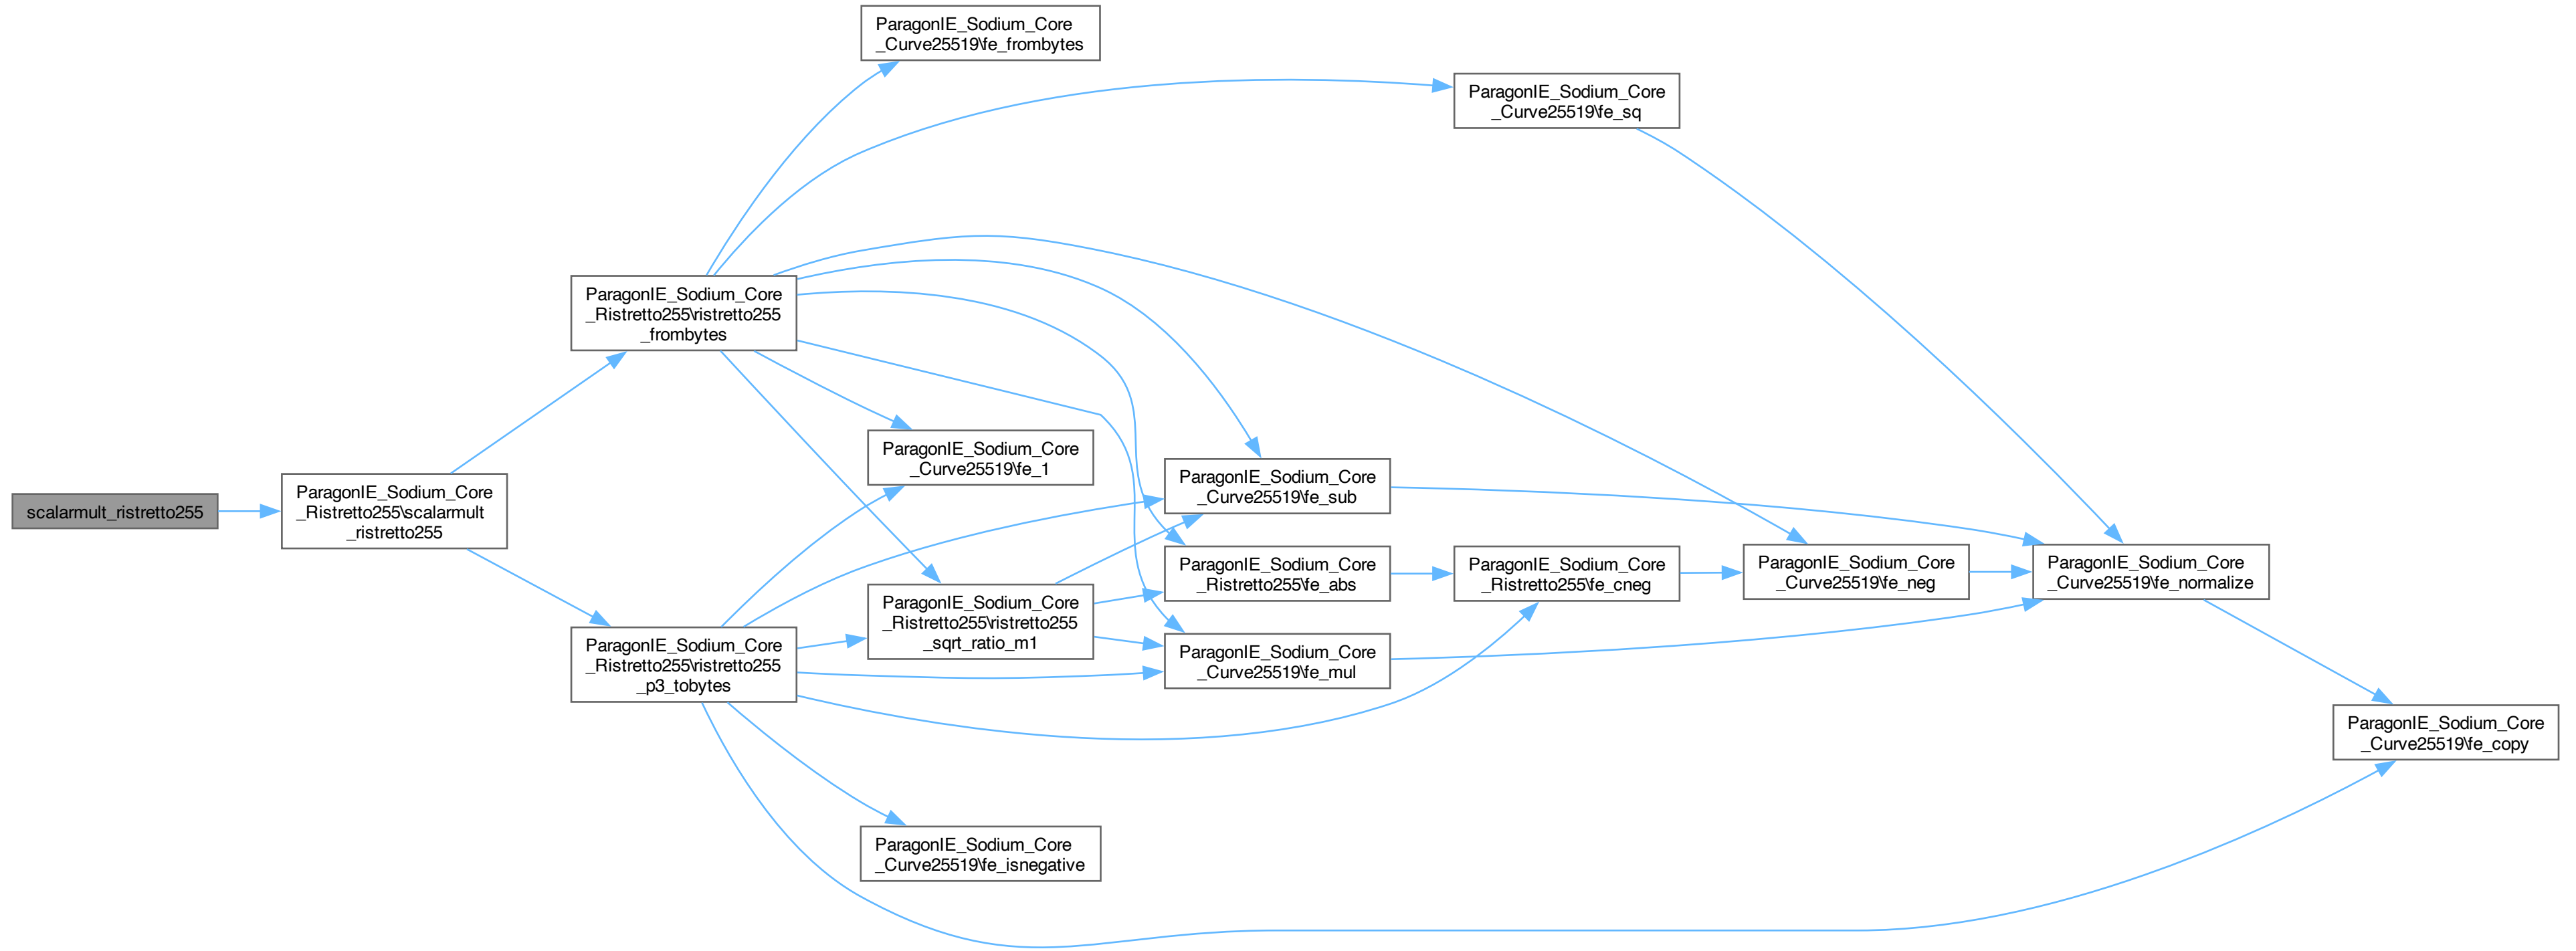 ParagonIE_Sodium_Core
_Curve25519\fe_frombytes
ParagonIE_Sodium_Core
_Curve25519\fe_sq
ParagonIE_Sodium_Core
_Ristretto255\ristretto255
_frombytes
ParagonIE_Sodium_Core
_Curve25519\fe_1
ParagonIE_Sodium_Core
_Curve25519\fe_sub
scalarmult_ristretto255
ParagonIE_Sodium_Core
_Ristretto255\scalarmult
_ristretto255
ParagonIE_Sodium_Core
_Ristretto255\fe_abs
ParagonIE_Sodium_Core
_Ristretto255\fe_cneg
ParagonIE_Sodium_Core
_Curve25519\fe_neg
ParagonIE_Sodium_Core
_Curve25519\fe_normalize
ParagonIE_Sodium_Core
_Ristretto255\ristretto255
_sqrt_ratio_m1
ParagonIE_Sodium_Core
_Ristretto255\ristretto255
_p3_tobytes
ParagonIE_Sodium_Core
_Curve25519\fe_mul
ParagonIE_Sodium_Core
_Curve25519\fe_copy
ParagonIE_Sodium_Core
_Curve25519\fe_isnegative